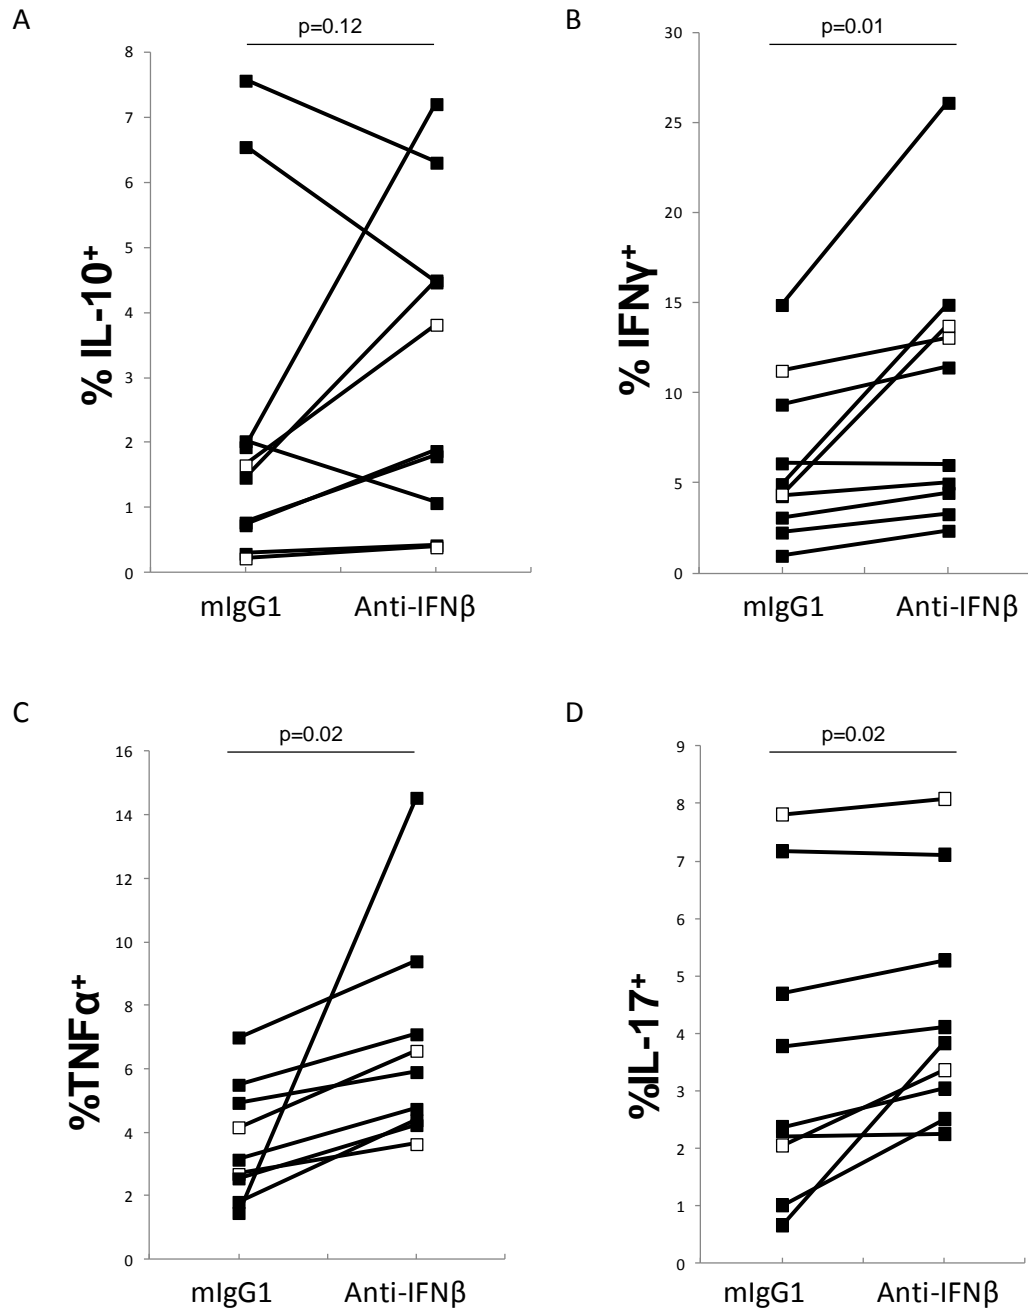 A
p=0.12
8
7
6
5
4
3
2
1
0
% IL-10⁺
mIgG1 Anti-IFNβ
B
p=0.01
30
25
20
15
10
5
0
% IFNγ⁺
mIgG1 Anti-IFNβ
C
p=0.02
16
14
12
10
8
6
4
2
0
%TNFα⁺
mIgG1 Anti-IFNβ
D
p=0.02
9
8
7
6
5
4
3
2
1
0
%IL-17⁺
mIgG1 Anti-IFNβ